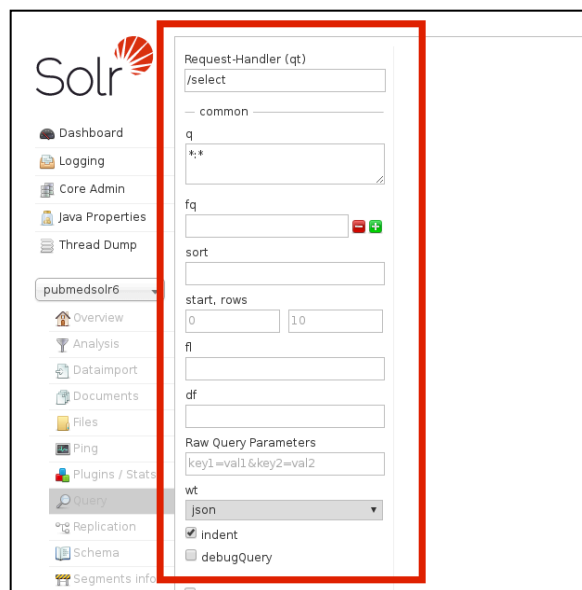 Solr
Dashboard
Logging
Core Admin
Java Properties
Thread Dump
pubmedsolr6
Overview
Analysis
Dataimport
Documents
Files
Ping
Plugins / Stats
Query
Replication
Schema
Segments info
Request-Handler (qt)
/select
common
q
*:*
fq
sort
start, rows
0 10
fl
df
Raw Query Parameters
key1=val1&key2=val2
wt
json
indent
debugQuery